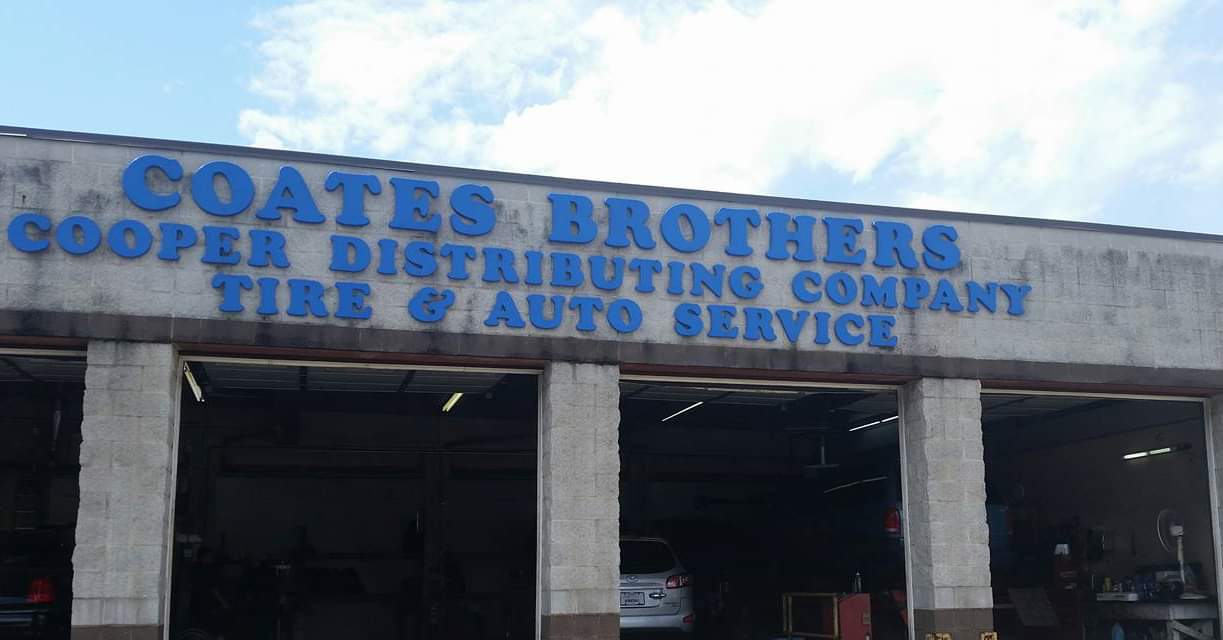 COATES BROTHERS
COOPER DISTRIBUTING COMPANY
TIRE & AUTO SERVICE